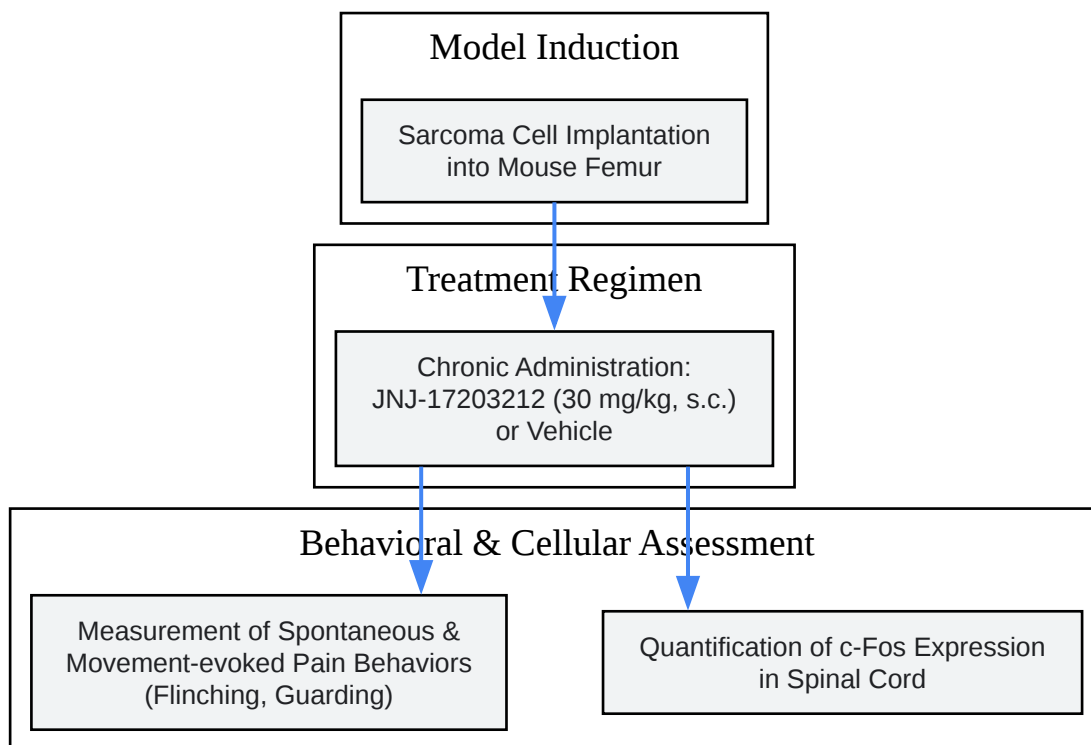 Model Induction
Sarcoma Cell Implantation
into Mouse Femur
Treatment Regimen
Chronic Administration:
JNJ-17203212 (30 mg/kg, s.c.)
or Vehicle
Behavioral & Cellular Assessment
Measurement of Spontaneous &
Movement-evoked Pain Behaviors
(Flinching, Guarding)
Quantification of c-Fos Expression
in Spinal Cord